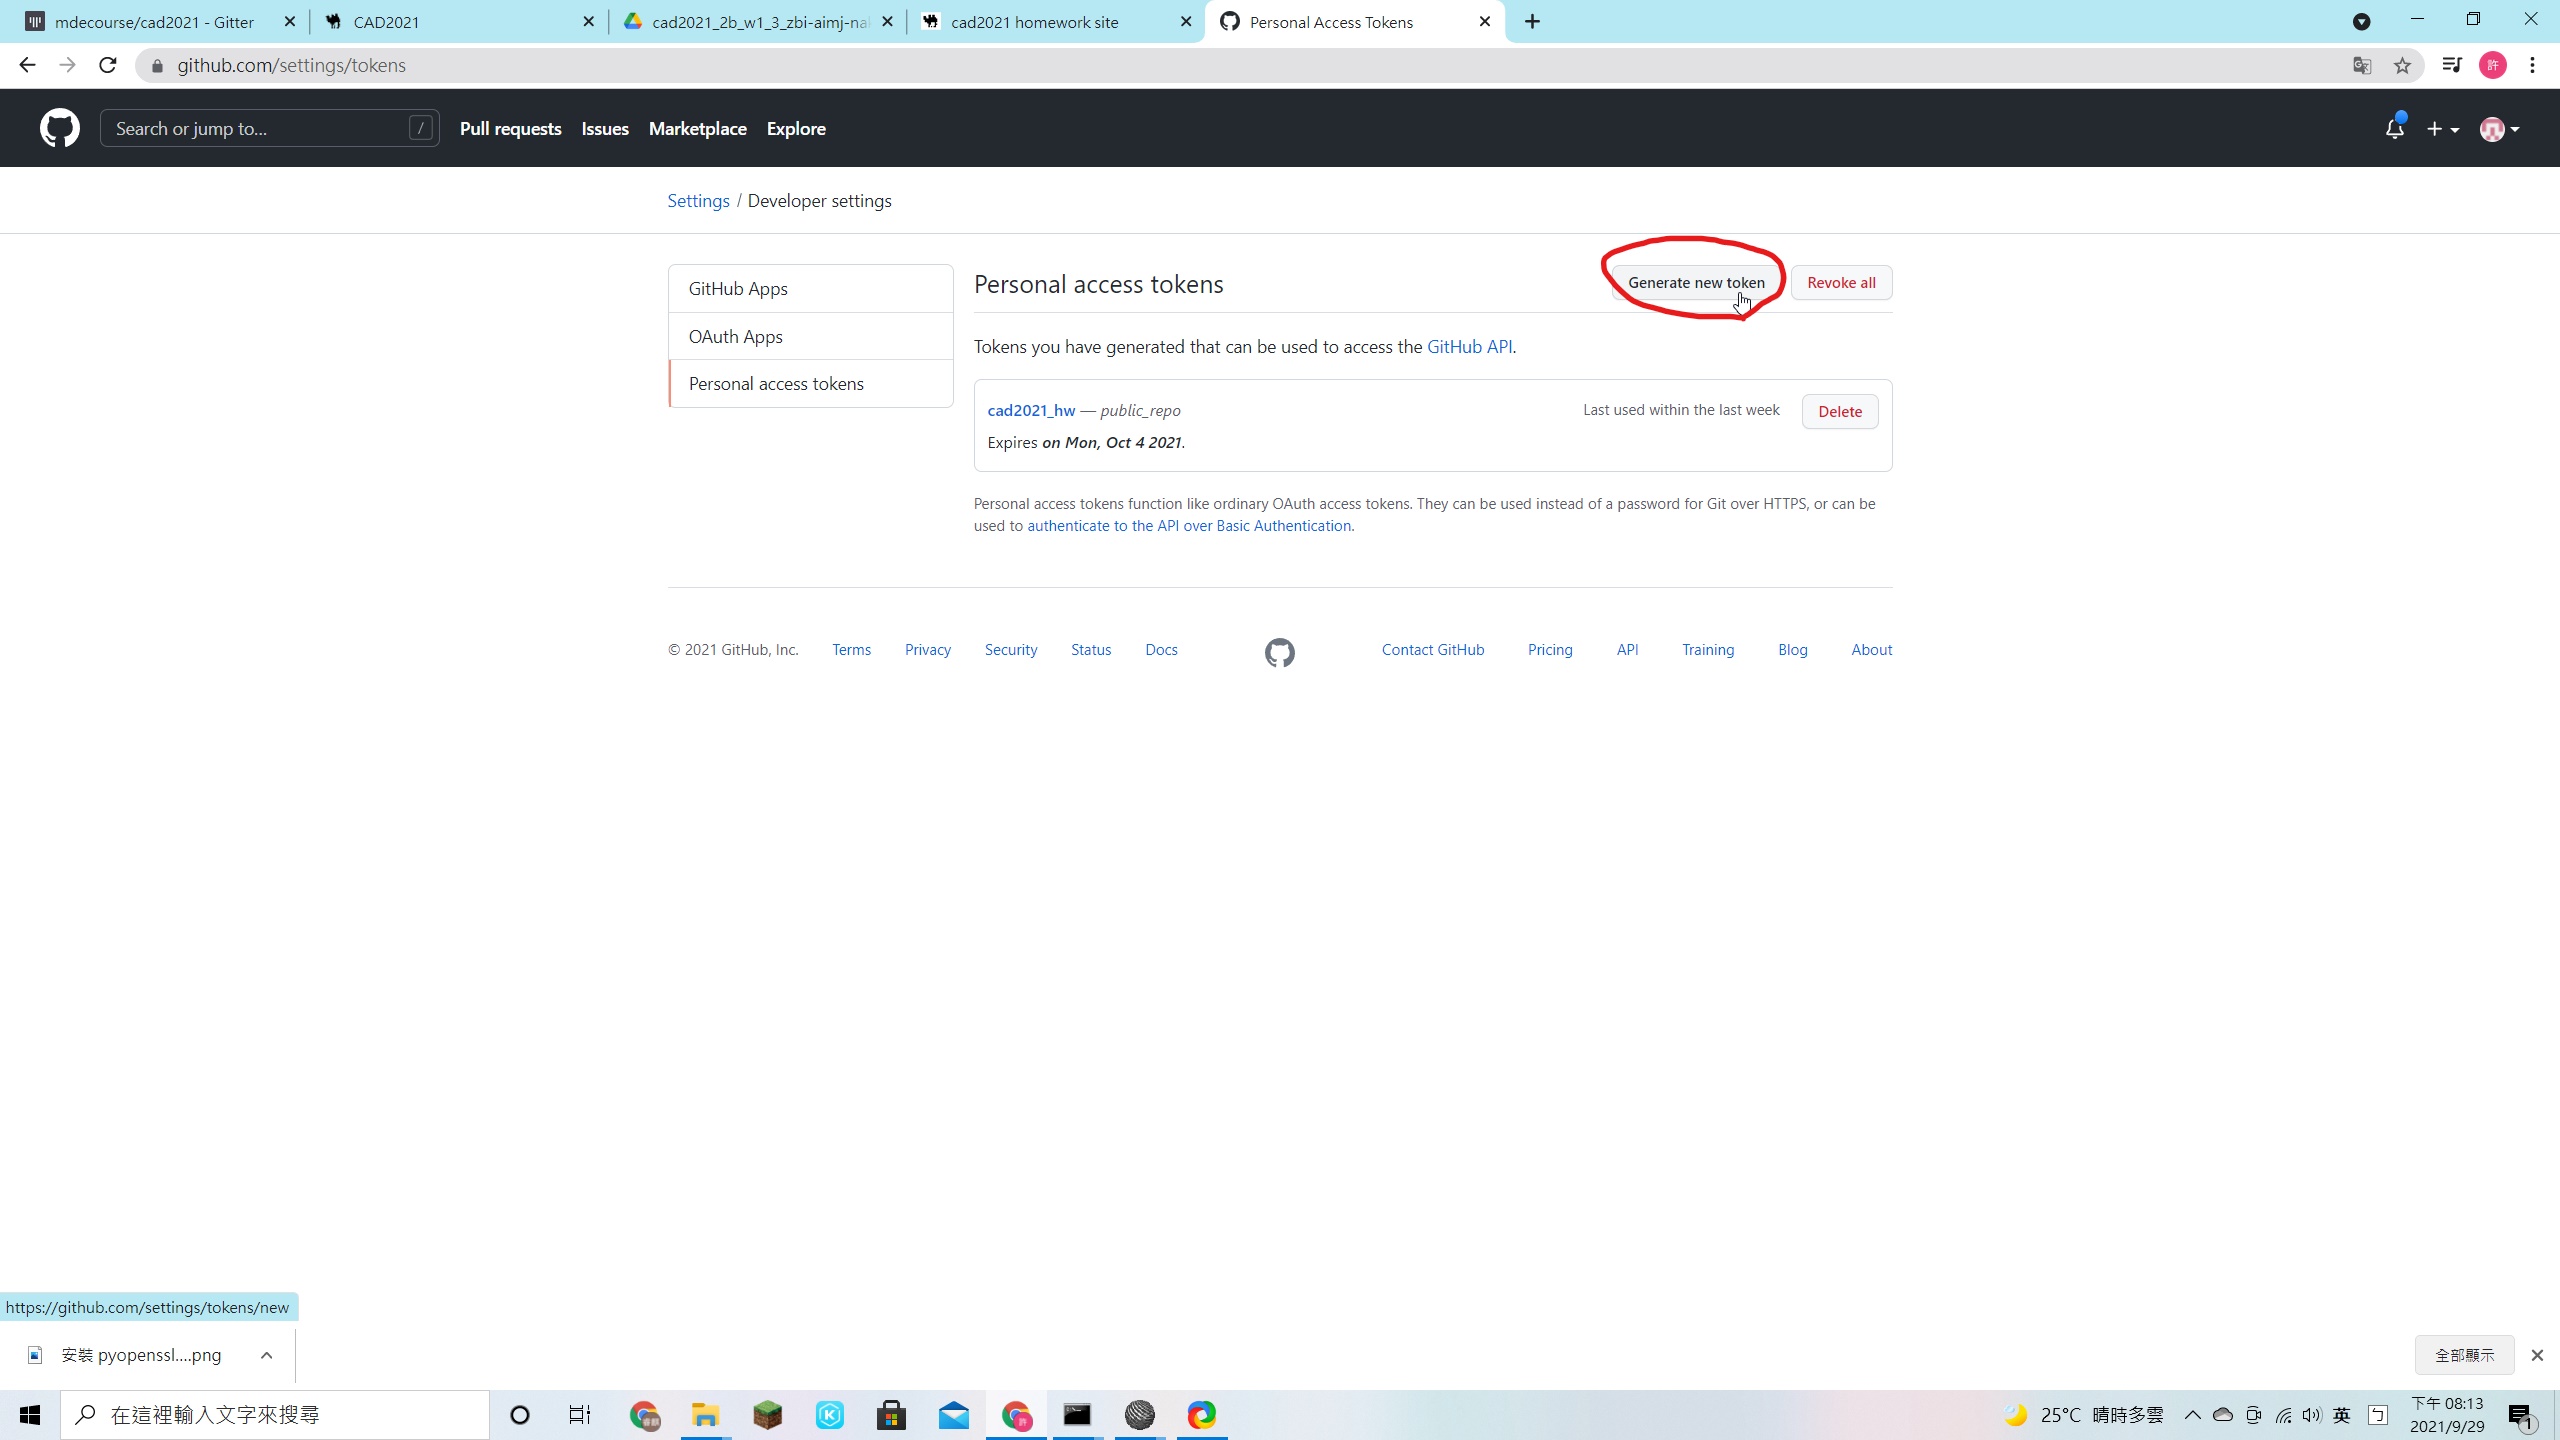 mdecourse/cad2021 - Gitter
CAD2021
cad2021_2b_w1_3_zbi-aimj-na
cad2021 homework site
Personal Access Tokens
github.com/settings/tokens
許
Search or jump to...
/
Pull requests
Issues
Marketplace
Explore
Settings / Developer settings
GitHub Apps
OAuth Apps
Personal access tokens
Personal access tokens
Generate new token
Revoke all
Tokens you have generated that can be used to access the GitHub API.
cad2021_hw — public_repo
Last used within the last week
Delete
Expires on Mon, Oct 4 2021.
Personal access tokens function like ordinary OAuth access tokens. They can be used instead of a password for Git over HTTPS, or can be
used to authenticate to the API over Basic Authentication.
© 2021 GitHub, Inc.
Terms
Privacy
Security
Status
Docs
Contact GitHub
Pricing
API
Training
Blog
About
https://github.com/settings/tokens/new
安裝 pyopenssl....png
全部顯示
在這裡輸入文字來搜尋
25°C 晴時多雲
英
ㄅ
下午 08:13
2021/9/29
1